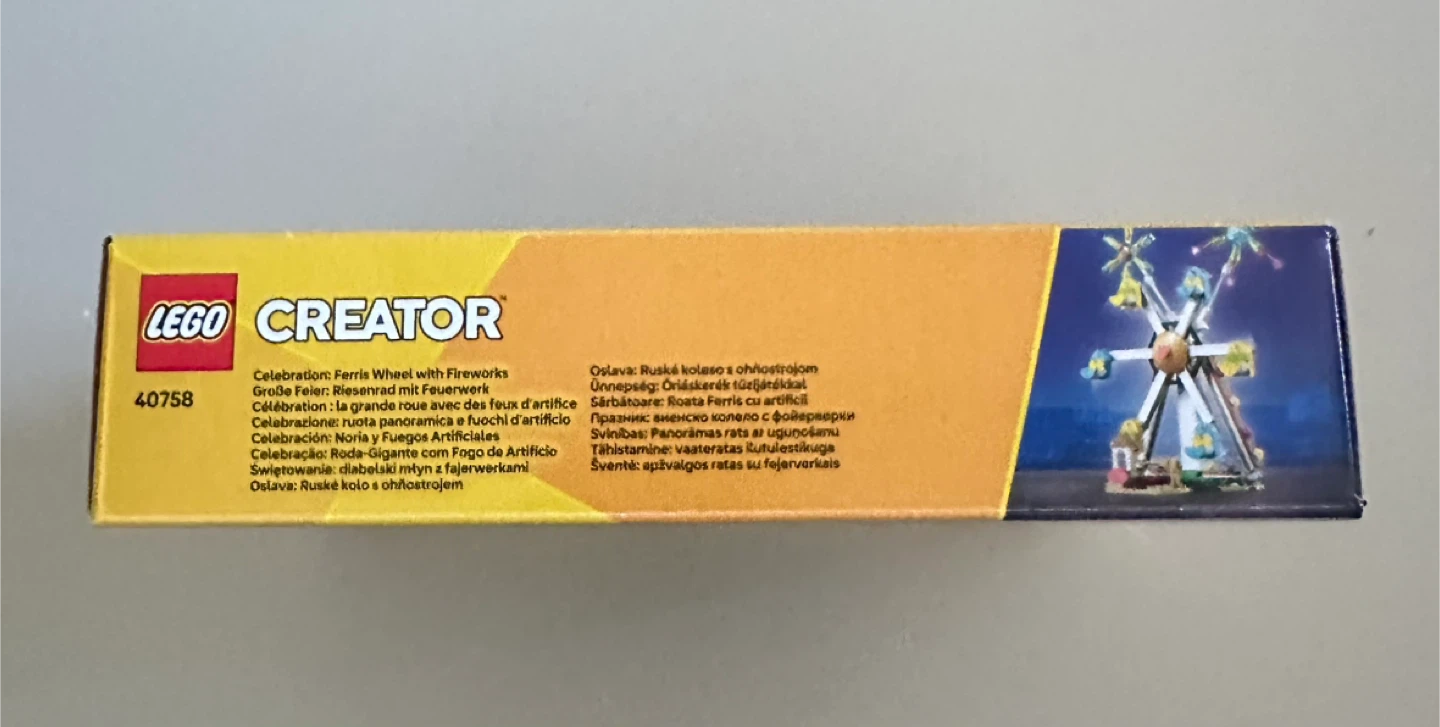 LEGO
CREATOR™
40758
Celebration: Ferris Wheel with Fireworks
Große Feier: Riesenrad mit Feuerwerk
Célébration : la grande roue avec des feux d'artifice
Celebrazione: ruota panoramica e fuochi d'artificio
Celebración: Noria y Fuegos Artificiales
Celebração: Roda-Gigante com Fogo de Artifício
Świętowanie: diabelski młyn z fajerwerkami
Oslava: Ruské kolo s ohňostrojem
Oslava: Ruské koleso s ohňostrojom
Ünnepség: Óriáskerék tűzijátékkal
Sărbătoare: Roata Ferris cu artificii
Празник: виенско колело с фойерверки
Svinības: Panorāmas rats ar uguņošanu
Tähistamine: vaateratas ilutulestikuga
Šventė: apžvalgos ratas su fejerverkais